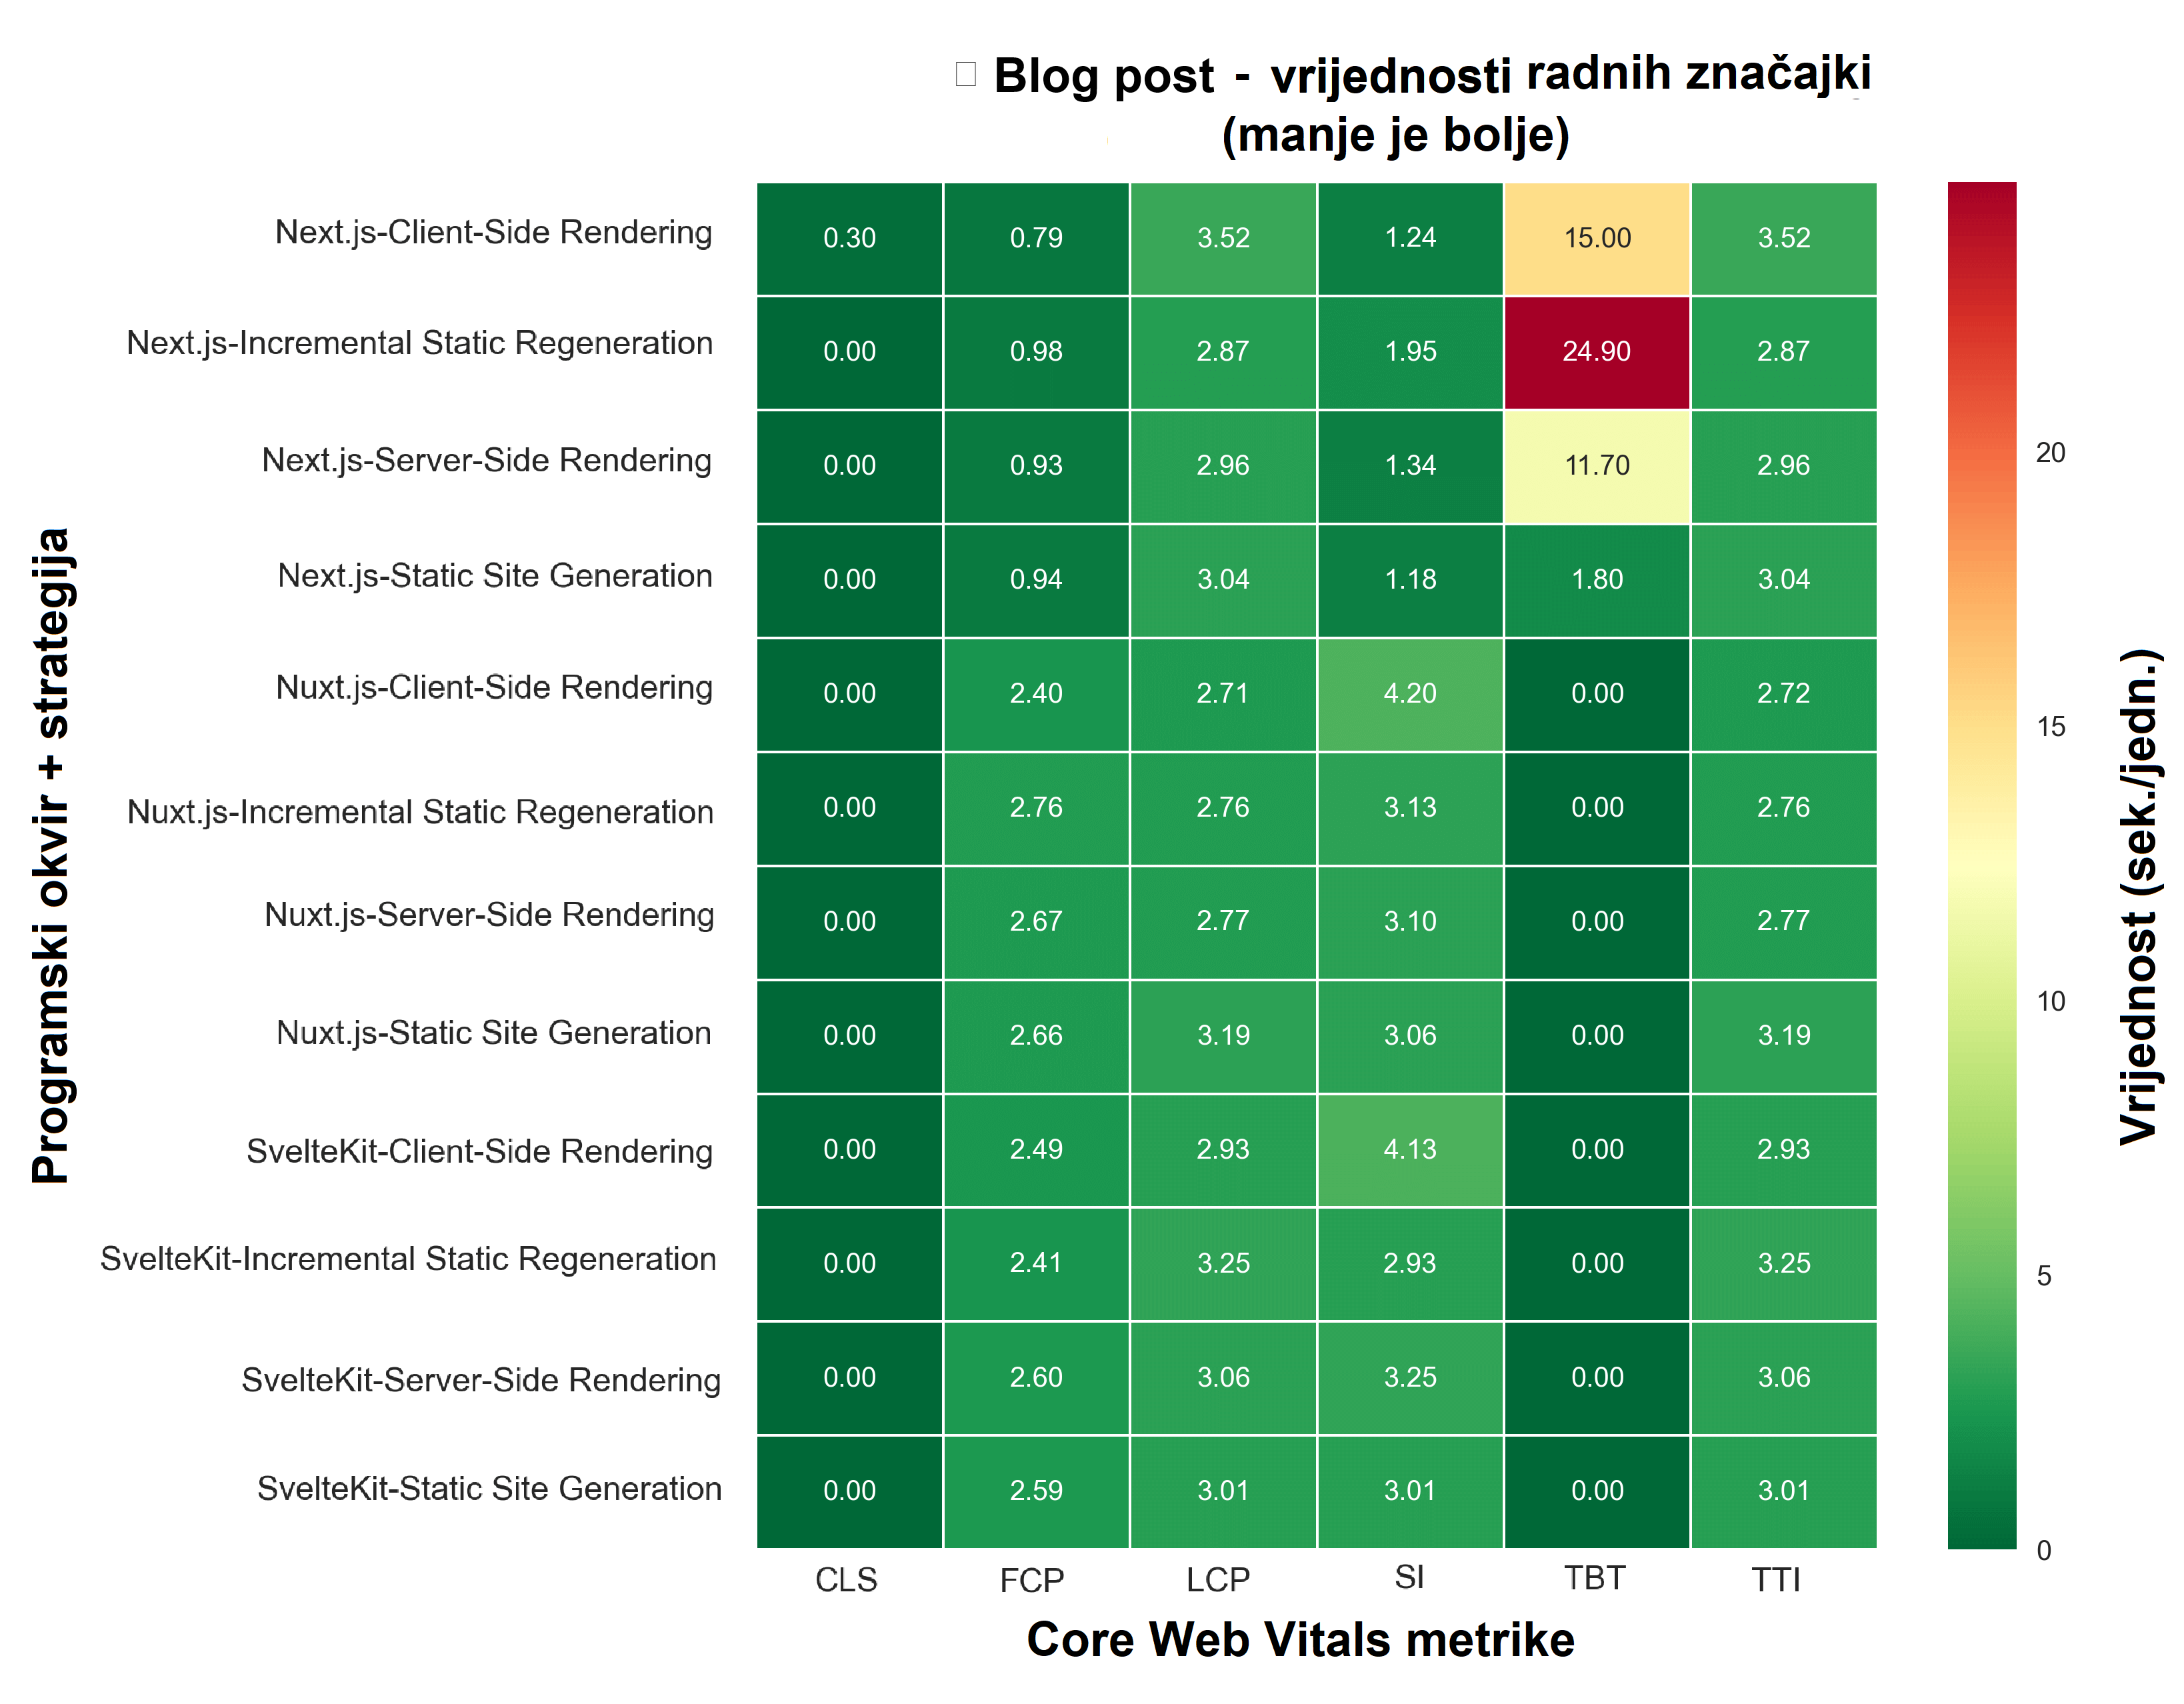 Blog post - vrijednosti radnih značajki
(manje je bolje)
Programski okvir + strategija
Next.js-Client-Side Rendering 0.30 0.79 3.52 1.24 15.00 3.52
Next.js-Incremental Static Regeneration 0.00 0.98 2.87 1.95 24.90 2.87
Next.js-Server-Side Rendering 0.00 0.93 2.96 1.34 11.70 2.96
Next.js-Static Site Generation 0.00 0.94 3.04 1.18 1.80 3.04
Nuxt.js-Client-Side Rendering 0.00 2.40 2.71 4.20 0.00 2.72
Nuxt.js-Incremental Static Regeneration 0.00 2.76 2.76 3.13 0.00 2.76
Nuxt.js-Server-Side Rendering 0.00 2.67 2.77 3.10 0.00 2.77
Nuxt.js-Static Site Generation 0.00 2.66 3.19 3.06 0.00 3.19
SvelteKit-Client-Side Rendering 0.00 2.49 2.93 4.13 0.00 2.93
SvelteKit-Incremental Static Regeneration 0.00 2.41 3.25 2.93 0.00 3.25
SvelteKit-Server-Side Rendering 0.00 2.60 3.06 3.25 0.00 3.06
SvelteKit-Static Site Generation 0.00 2.59 3.01 3.01 0.00 3.01
CLS FCP LCP SI TBT TTI
Core Web Vitals metrike
20
15
10
5
0
Vrijednost (sek./jedn.)